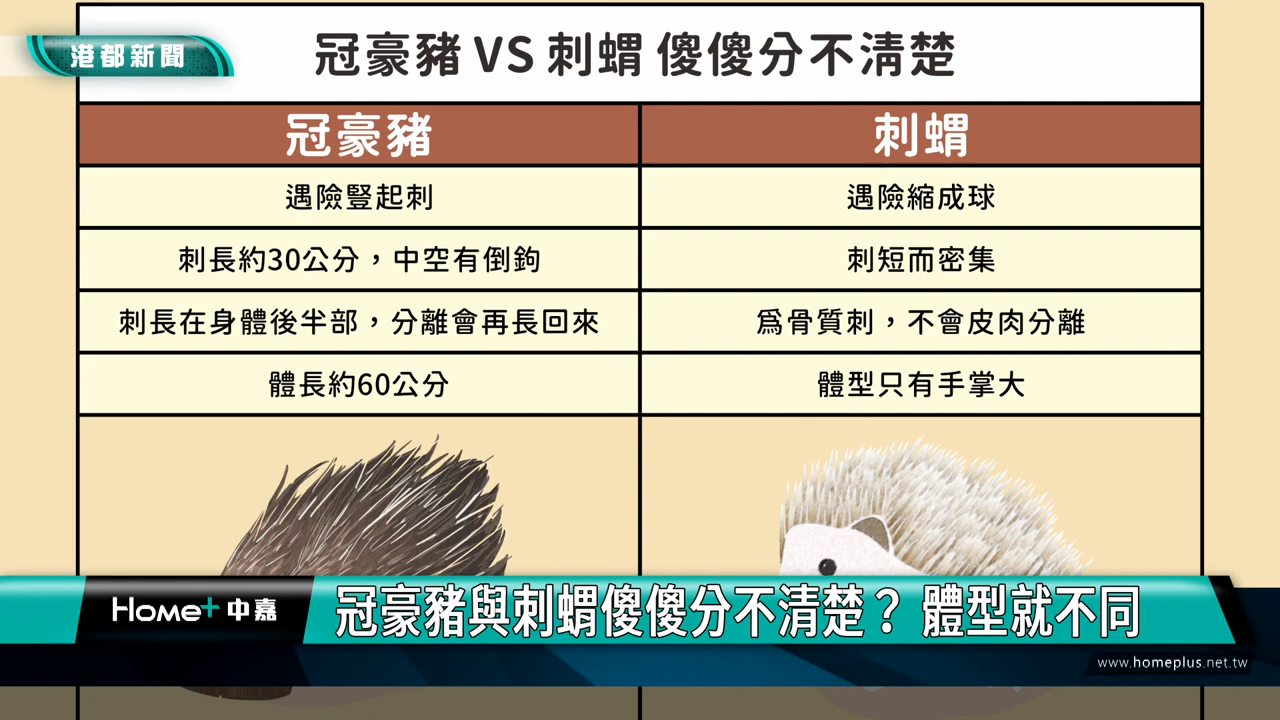 港都新聞
冠豪豬 VS 刺蝟 傻傻分不清楚
冠豪豬
刺蝟
遇險豎起刺
遇險縮成球
刺長約30公分，中空有倒鉤
刺短而密集
刺長在身體後半部，分離會再長回來
為骨質刺，不會皮肉分離
體長約60公分
體型只有手掌大
Home+中嘉
冠豪豬與刺蝟傻傻分不清楚？ 體型就不同
www.homeplus.net.tw